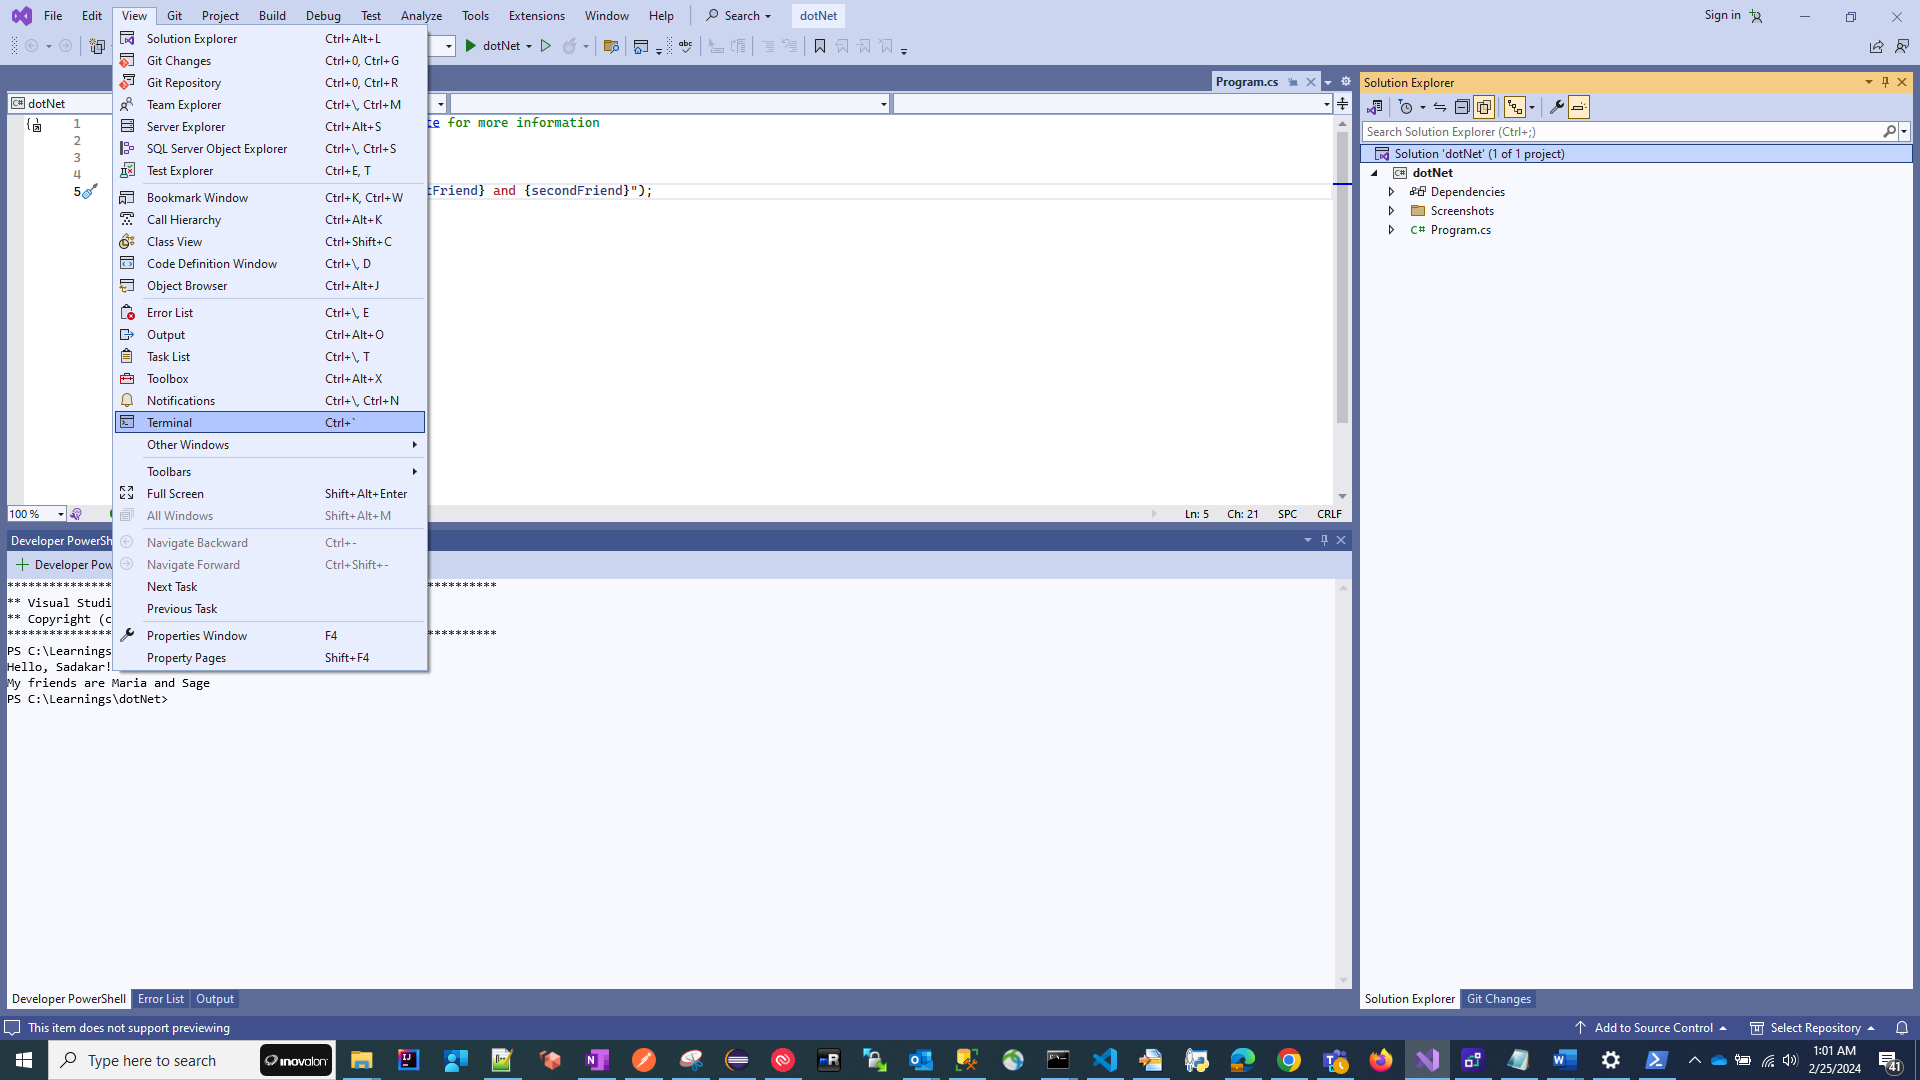 File Edit View Git Project Build Debug Test Analyze Tools Extensions Window Help Search dotNet Sign in
dotNet
Solution Explorer Ctrl+Alt+L
Git Changes Ctrl+0, Ctrl+G
Git Repository Ctrl+0, Ctrl+R
Team Explorer Ctrl+\, Ctrl+M
Server Explorer Ctrl+Alt+S
SQL Server Object Explorer Ctrl+\, Ctrl+S
Test Explorer Ctrl+E, T
Bookmark Window Ctrl+K, Ctrl+W
Call Hierarchy Ctrl+Alt+K
Class View Ctrl+Shift+C
Code Definition Window Ctrl+\, D
Object Browser Ctrl+Alt+J
Error List Ctrl+\, E
Output Ctrl+Alt+O
Task List Ctrl+\, T
Toolbox Ctrl+Alt+X
Notifications Ctrl+\, Ctrl+N
Terminal Ctrl+`
Other Windows
Toolbars
Full Screen Shift+Alt+Enter
All Windows Shift+Alt+M
Navigate Backward Ctrl+-
Navigate Forward Ctrl+Shift+-
Next Task
Previous Task
Properties Window F4
Property Pages Shift+F4
Program.cs
C# dotNet
1 te for more information
2
3
4
5 tFriend} and {secondFriend}");
100 % Ln: 5 Ch: 21 SPC CRLF
Developer PowerSh
Developer Pow
**********
** Visual Studi
** Copyright (c
**********
PS C:\Learnings
Hello, Sadakar!
My friends are Maria and Sage
PS C:\Learnings\dotNet>
Developer PowerShell Error List Output
Solution Explorer
Search Solution Explorer (Ctrl+;)
Solution 'dotNet' (1 of 1 project)
C# dotNet
Dependencies
Screenshots
C# Program.cs
Solution Explorer Git Changes
This item does not support previewing Add to Source Control Select Repository
Type here to search inovalon 1:01 AM
2/25/2024
41